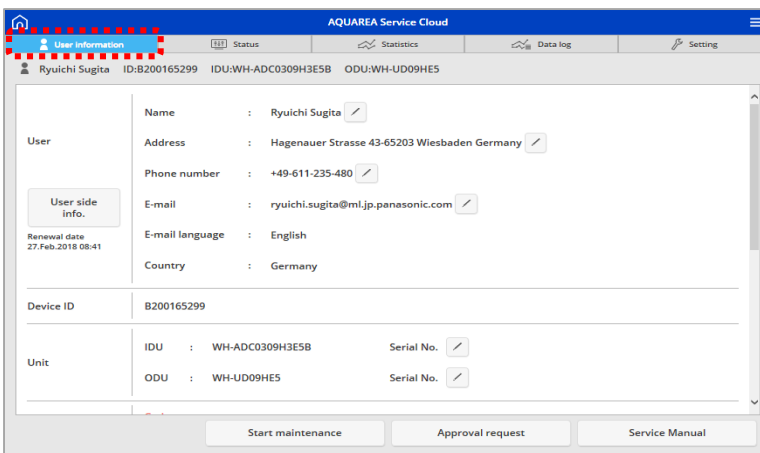 AQUAREA Service Cloud
User information Status Statistics Data log Setting
Ryuichi Sugita ID:B200165299 IDU:WH-ADC0309H3E5B ODU:WH-UD09HE5
User
User side
info.
Renewal date
27.Feb.2018 08:41
Name : Ryuichi Sugita
Address : Hagenauer Strasse 43-65203 Wiesbaden Germany
Phone number : +49-611-235-480
E-mail : ryuichi.sugita@ml.jp.panasonic.com
E-mail language : English
Country : Germany
Device ID B200165299
Unit
IDU : WH-ADC0309H3E5B Serial No.
ODU : WH-UD09HE5 Serial No.
Start maintenance Approval request Service Manual